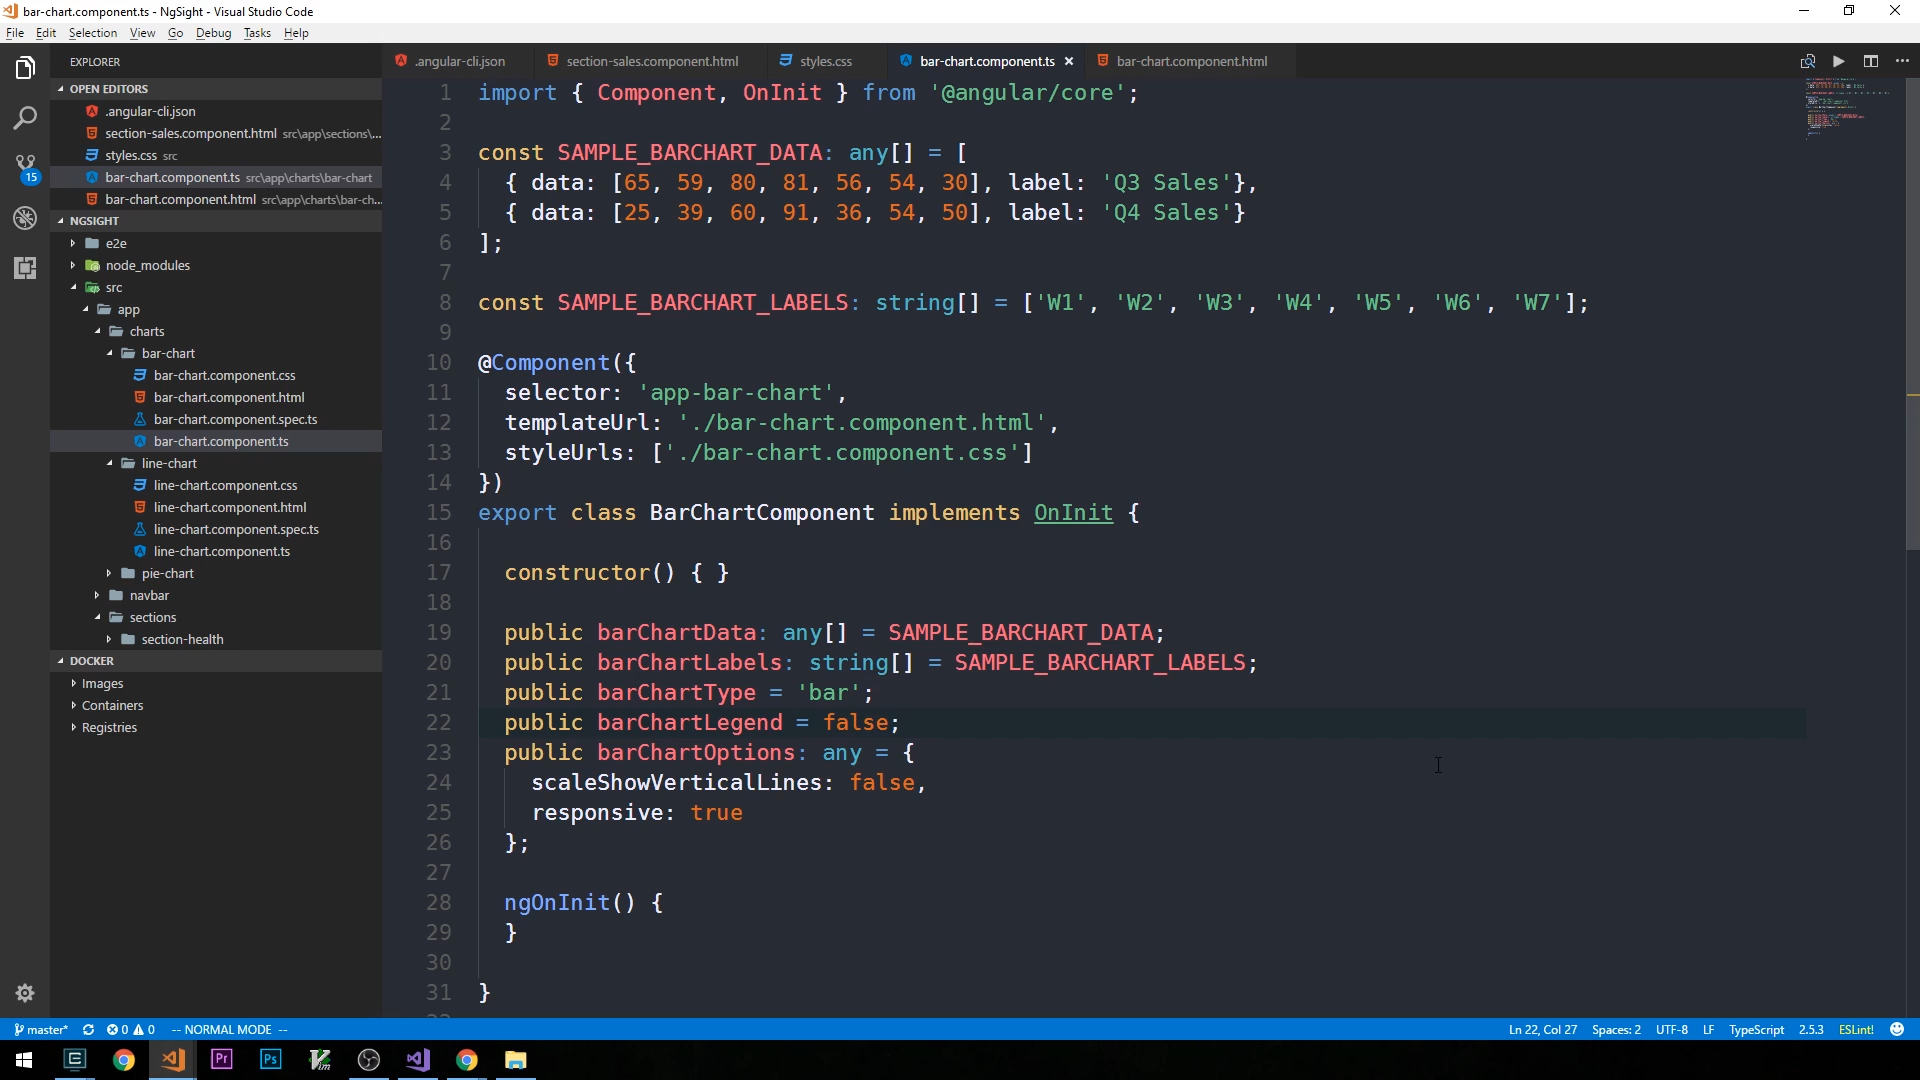 bar-chart.component.ts - NgSight - Visual Studio Code
File Edit Selection View Go Debug Tasks Help
EXPLORER
.angular-cli.json section-sales.component.html styles.css bar-chart.component.ts × bar-chart.component.html
OPEN EDITORS
.angular-cli.json
section-sales.component.html src\app\sections\...
styles.css src
bar-chart.component.ts src\app\charts\bar-chart
bar-chart.component.html src\app\charts\bar-ch...
15
NGSIGHT
e2e
node_modules
src
app
charts
bar-chart
bar-chart.component.css
bar-chart.component.html
bar-chart.component.spec.ts
bar-chart.component.ts
line-chart
line-chart.component.css
line-chart.component.html
line-chart.component.spec.ts
line-chart.component.ts
pie-chart
navbar
sections
section-health
DOCKER
Images
Containers
Registries
1 import { Component, OnInit } from '@angular/core';
2
3 const SAMPLE_BARCHART_DATA: any[] = [
4 { data: [65, 59, 80, 81, 56, 54, 30], label: 'Q3 Sales'},
5 { data: [25, 39, 60, 91, 36, 54, 50], label: 'Q4 Sales'}
6 ];
7
8 const SAMPLE_BARCHART_LABELS: string[] = ['W1', 'W2', 'W3', 'W4', 'W5', 'W6', 'W7'];
9
10 @Component({
11 selector: 'app-bar-chart',
12 templateUrl: './bar-chart.component.html',
13 styleUrls: ['./bar-chart.component.css']
14 })
15 export class BarChartComponent implements OnInit {
16
17 constructor() { }
18
19 public barChartData: any[] = SAMPLE_BARCHART_DATA;
20 public barChartLabels: string[] = SAMPLE_BARCHART_LABELS;
21 public barChartType = 'bar';
22 public barChartLegend = false;
23 public barChartOptions: any = {
24 scaleShowVerticalLines: false,
25 responsive: true
26 };
27
28 ngOnInit() {
29 }
30
31 }
master* 0 0 -- NORMAL MODE -- Ln 22, Col 27 Spaces: 2 UTF-8 LF TypeScript 2.5.3 ESLint!
Pr Ps Vim